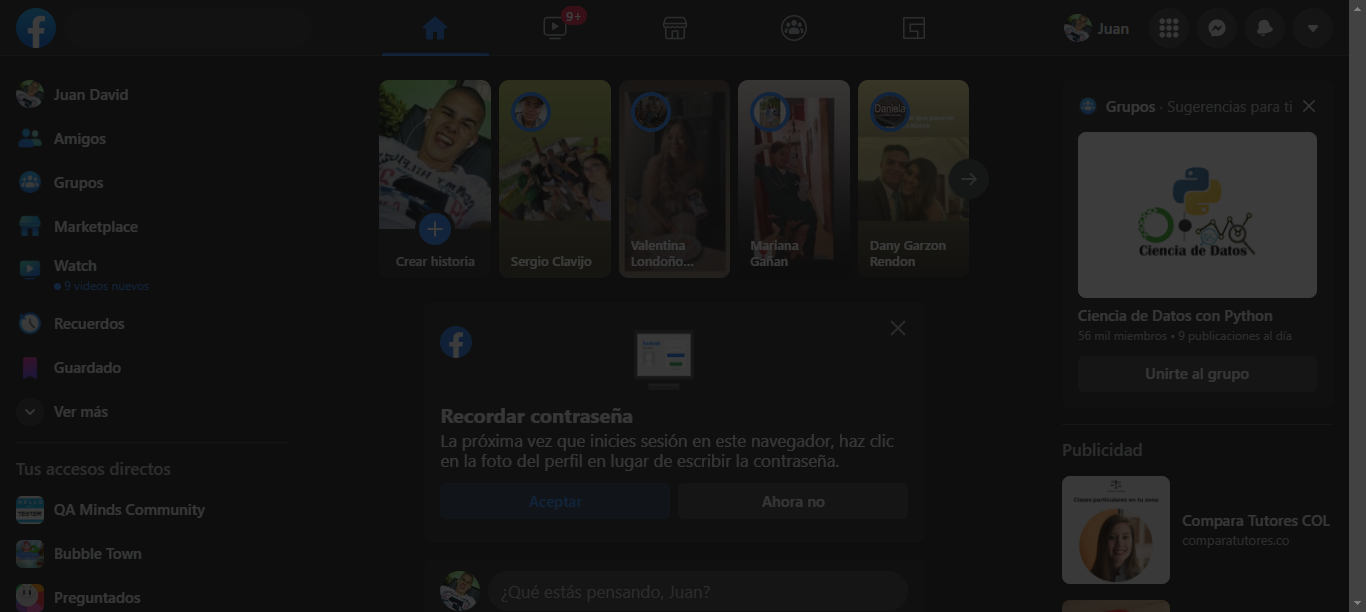 9+
Juan
Juan David
Amigos
Grupos
Marketplace
Watch
9 videos nuevos
Recuerdos
Guardado
Ver más
Tus accesos directos
QA Minds Community
Bubble Town
Preguntados
Crear historia
Sergio Clavijo
Valentina
Londoño...
Mariana
Gañan
Daniela
Dany Garzon
Rendon
Recordar contraseña
La próxima vez que inicies sesión en este navegador, haz clic
en la foto del perfil en lugar de escribir la contraseña.
Aceptar
Ahora no
¿Qué estás pensando, Juan?
Grupos · Sugerencias para ti
Ciencia de Datos
Ciencia de Datos con Python
56 mil miembros • 9 publicaciones al día
Unirte al grupo
Publicidad
Clases particulares en tu zona
Compara Tutores COL
comparatutores.co